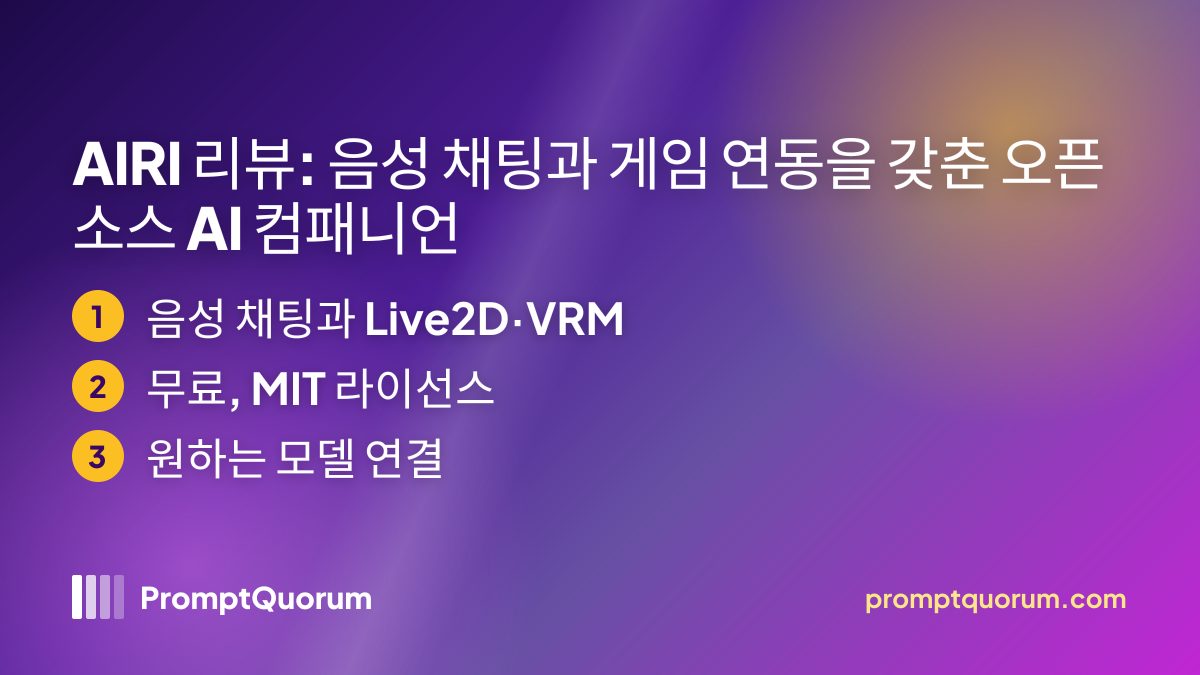 AIRI 리뷰: 음성 채팅과 게임 연동을 갖춘 오픈
소스 AI 컴패니언
1 음성 채팅과 Live2D·VRM
2 무료, MIT 라이선스
3 원하는 모델 연결
PromptQuorum
promptquorum.com